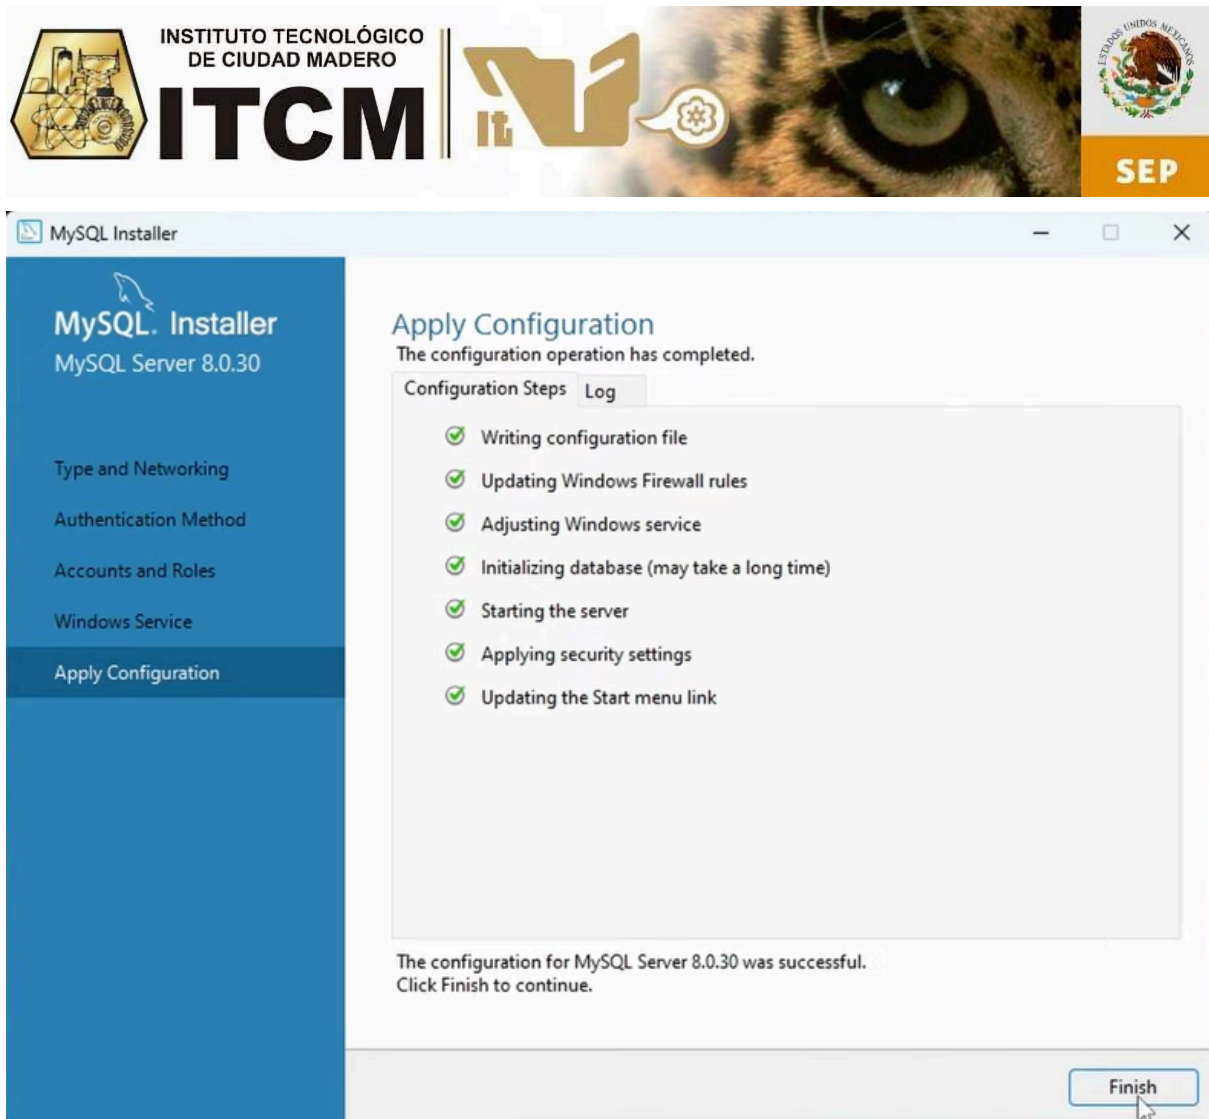 INSTITUTO TECNOLÓGICO
DE CIUDAD MADERO
ITCM
It
ESTADOS UNIDOS MEXICANOS
SEP
MySQL Installer
MySQL. Installer
MySQL Server 8.0.30
Type and Networking
Authentication Method
Accounts and Roles
Windows Service
Apply Configuration
Apply Configuration
The configuration operation has completed.
Configuration Steps Log
Writing configuration file
Updating Windows Firewall rules
Adjusting Windows service
Initializing database (may take a long time)
Starting the server
Applying security settings
Updating the Start menu link
The configuration for MySQL Server 8.0.30 was successful.
Click Finish to continue.
Finish